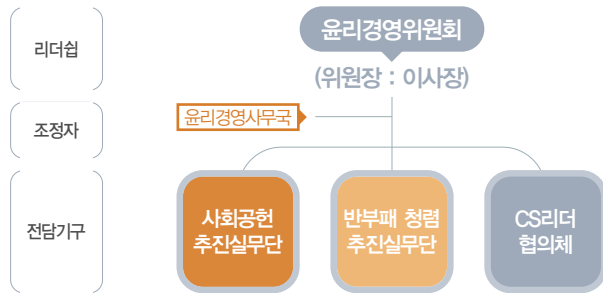 리더쉽
윤리경영위원회
(위원장 : 이사장)
조정자
윤리경영사무국
전담기구
사회공헌
추진실무단
반부패 청렴
추진실무단
CS리더
협의체